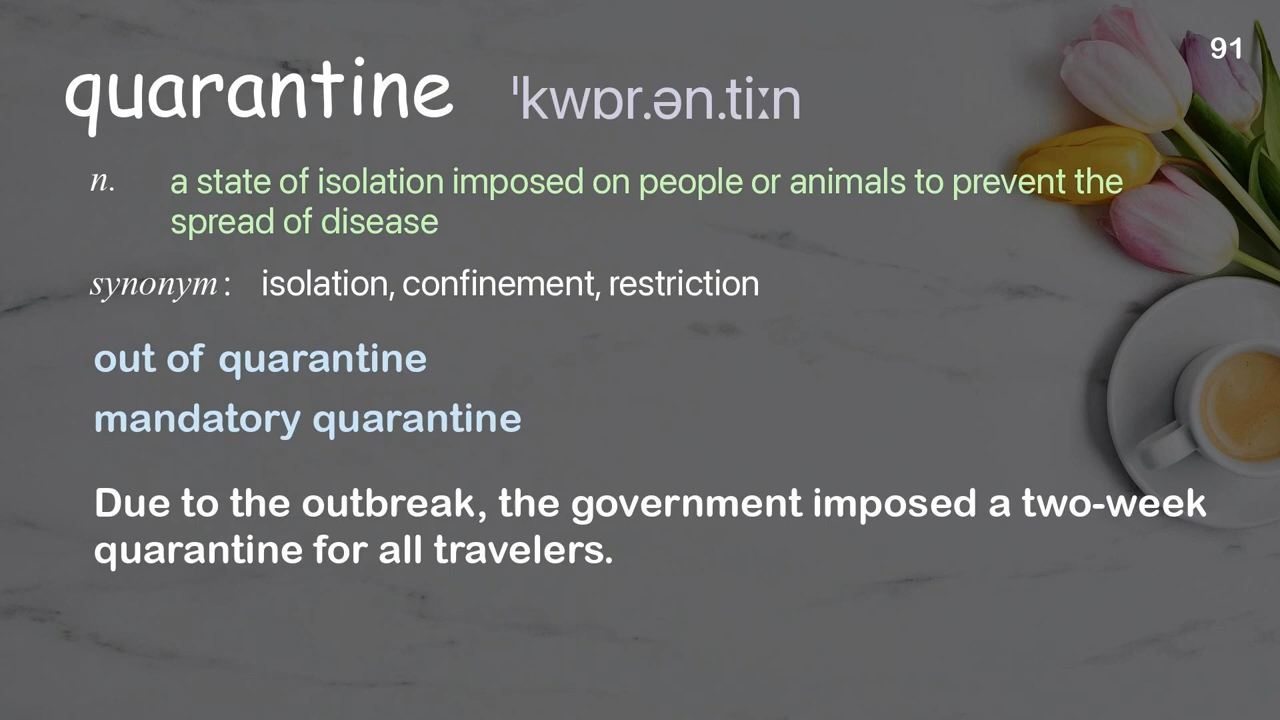 91
quarantine ˈkwɒr.ən.tiːn
n. a state of isolation imposed on people or animals to prevent the
spread of disease
synonym: isolation, confinement, restriction
out of quarantine
mandatory quarantine
Due to the outbreak, the government imposed a two-week
quarantine for all travelers.